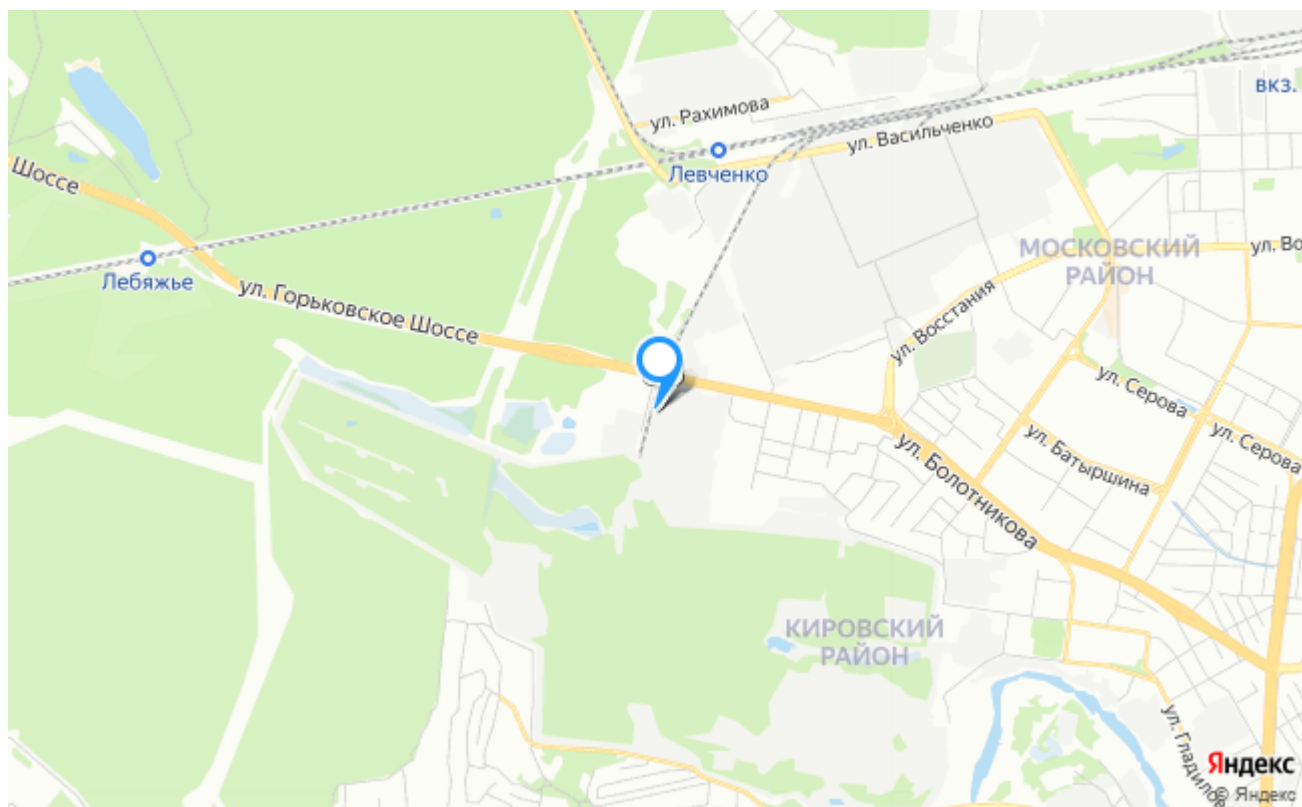 вкз.
ул. Рахимова
ул. Васильченко
Левченко
Шоссе
МОСКОВСКИЙ
РАЙОН
ул. Во
Лебяжье
ул. Горьковское Шоссе
ул. Восстания
ул. Серова
ул. Серова
ул. Батыршина
ул. Болотникова
КИРОВСКИЙ
РАЙОН
ул. Гладило
Яндекс
© Яндекс